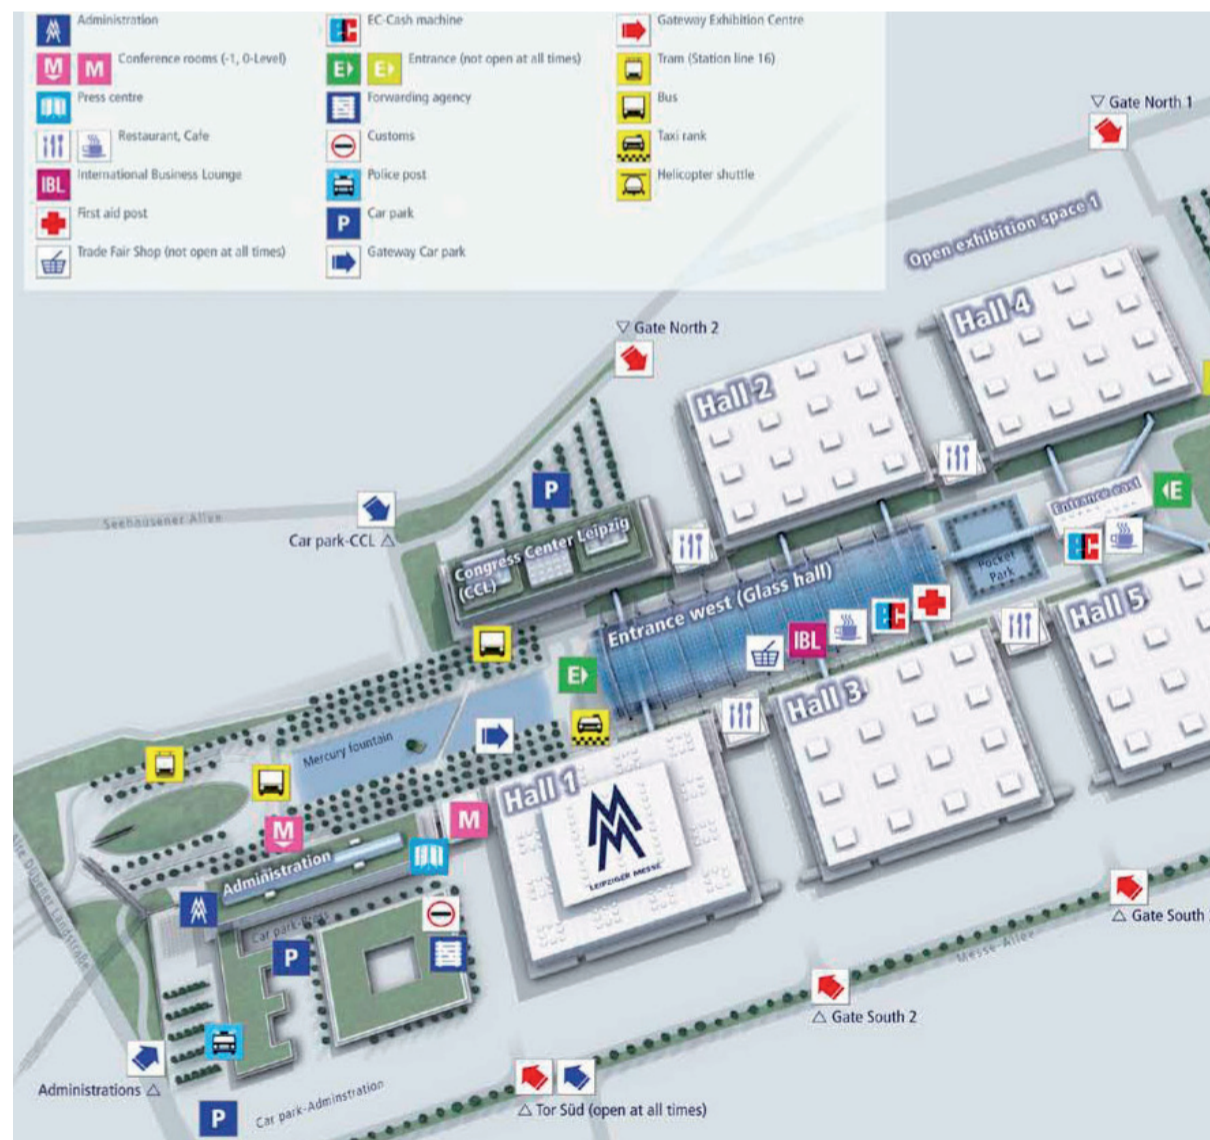 Administration
Conference rooms (-1, 0-Level)
Press centre
Restaurant, Cafe
International Business Lounge
First aid post
Trade Fair Shop (not open at all times)
EC-Cash machine
Entrance (not open at all times)
Forwarding agency
Customs
Police post
Car park
Gateway Car park
Gateway Exhibition Centre
Tram (Station line 16)
Bus
Taxi rank
Helicopter shuttle
M
M
IBL
EC
E
E
P
▽ Gate North 1
Open exhibition space 1
Hall 4
▽ Gate North 2
Hall 2
P
Seehausener Allee
Car park-CCL △
Congress Center Leipzig
(CCL)
Entrance east
E
EC
Pocket
Park
Entrance west (Glass hall)
IBL
EC
Hall 5
E
Hall 3
Mercury fountain
Hall 1
LEIPZIGER MESSE
M
M
Administration
Car park-Press
P
Gate South
Messe-Allee
△ Gate South 2
Administrations △
P
Car park-Adminstration
△ Tor Süd (open at all times)